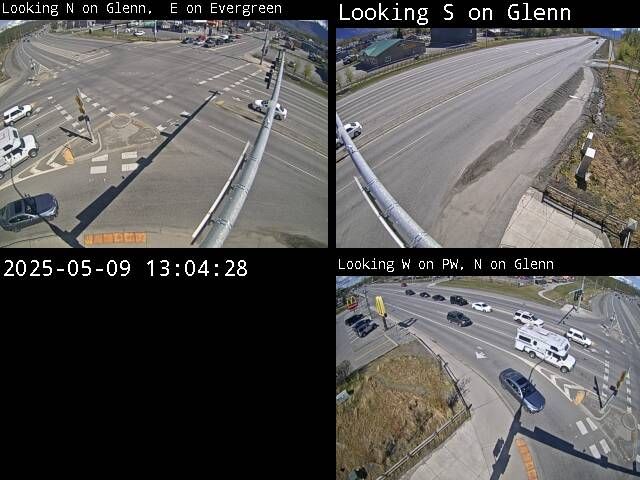 Looking N on Glenn,  E on Evergreen
Looking S on Glenn
2025-05-09 13:04:28
Looking W on PW, N on Glenn